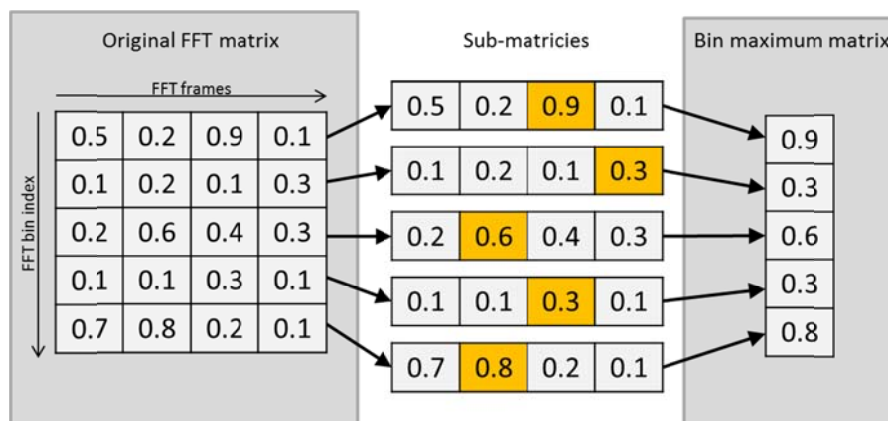 Original FFT matrix
Sub-matricies
Bin maximum matrix
FFT frames
FFT bin index
0.5 0.2 0.9 0.1
0.1 0.2 0.1 0.3
0.2 0.6 0.4 0.3
0.1 0.1 0.3 0.1
0.7 0.8 0.2 0.1
0.5 0.2 0.9 0.1
0.1 0.2 0.1 0.3
0.2 0.6 0.4 0.3
0.1 0.1 0.3 0.1
0.7 0.8 0.2 0.1
0.9
0.3
0.6
0.3
0.8